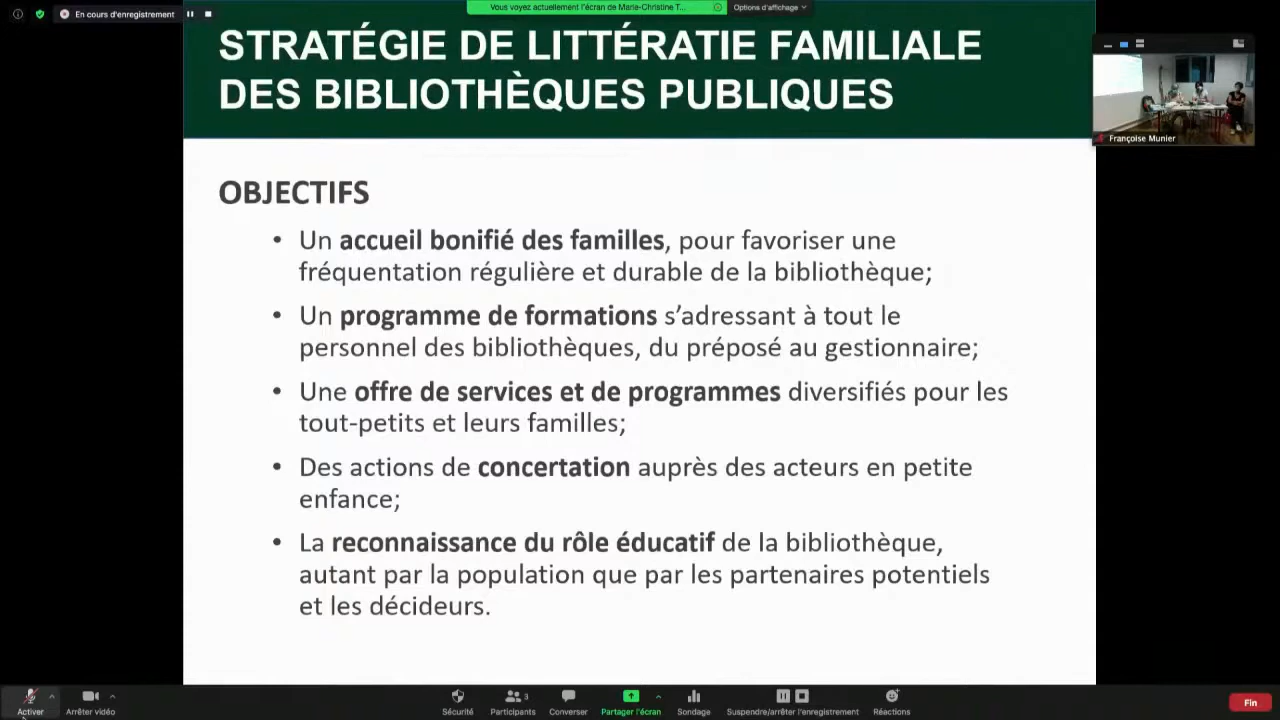 En cours d'enregistrement
Vous voyez actuellement l'écran de Marie-Christine T...
Options d'affichage
STRATÉGIE DE LITTÉRATIE FAMILIALE
DES BIBLIOTHÈQUES PUBLIQUES
Françoise Munier
OBJECTIFS
• Un accueil bonifié des familles, pour favoriser une
fréquentation régulière et durable de la bibliothèque;
• Un programme de formations s'adressant à tout le
personnel des bibliothèques, du préposé au gestionnaire;
• Une offre de services et de programmes diversifiés pour les
tout-petits et leurs familles;
• Des actions de concertation auprès des acteurs en petite
enfance;
• La reconnaissance du rôle éducatif de la bibliothèque,
autant par la population que par les partenaires potentiels
et les décideurs.
Activer
Arrêter vidéo
Sécurité
3
Participants
Converser
Partager l'écran
Sondage
Suspendre/arrêter l'enregistrement
Réactions
Fin